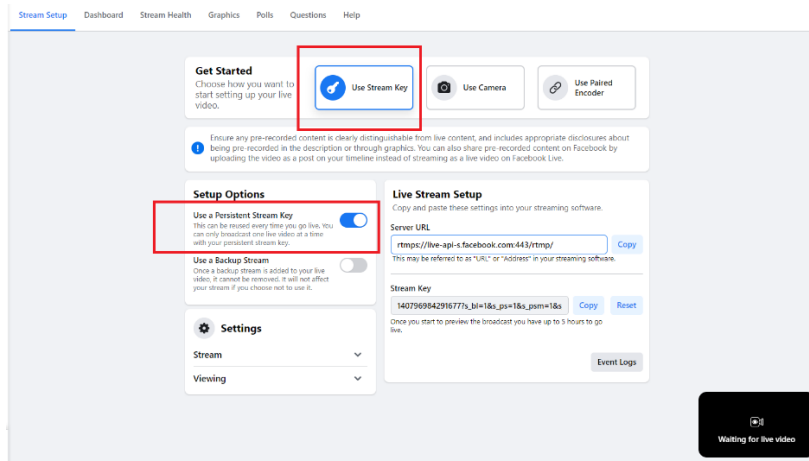 Stream Setup Dashboard Stream Health Graphics Polls Questions Help
Get Started
Choose how you want to
start setting up your live
video.
Use Stream Key
Use Camera
Use Paired
Encoder
Ensure any pre-recorded content is clearly distinguishable from live content, and includes appropriate disclosures about
being pre-recorded in the description or through graphics. You can also share pre-recorded content on Facebook by
uploading the video as a post on your timeline instead of streaming as a live video on Facebook Live.
Setup Options
Use a Persistent Stream Key
This can be reused every time you go live. You
can only broadcast one live video at a time
with your persistent stream key.
Use a Backup Stream
Once a backup stream is added to your live
video, it cannot be removed. It will not affect
your stream if you choose not to use it.
Settings
Stream
Viewing
Live Stream Setup
Copy and paste these settings into your streaming software.
Server URL
rtmps://live-api-s.facebook.com:443/rtmp/
Copy
This may be referred to as "URL" or "Address" in your streaming software.
Stream Key
140796984291677?s_bl=1&s_ps=1&s_psm=1&s
Copy
Reset
Once you start to preview the broadcast you have up to 5 hours to go
live.
Event Logs
Waiting for live video